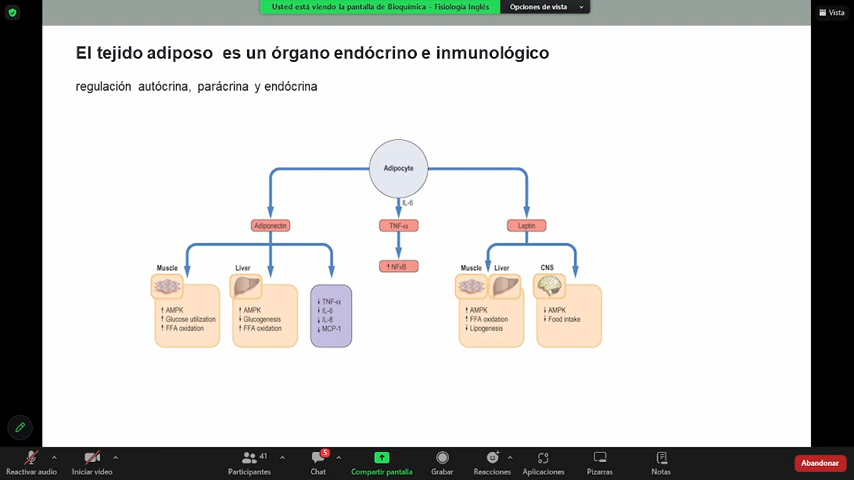 Usted está viendo la pantalla de Bioquímica - Fisiología Inglés
Opciones de vista
Vista
El tejido adiposo es un órgano endócrino e inmunológico
regulación autócrina, parácrina y endócrina
Adipocyte
IL-6
Adiponectin
TNF-α
Leptin
↑ NFκB
Muscle
↑ AMPK
↑ Glucose utilization
↑ FFA oxidation
Liver
↑ AMPK
↓ Glucogenesis
↑ FFA oxidation
↓ TNF-α
↓ IL-6
↓ IL-8
↓ MCP-1
Muscle Liver
↑ AMPK
↑ FFA oxidation
↓ Lipogenesis
CNS
↓ AMPK
↓ Food intake
Reactivar audio
Iniciar video
41
Participantes
5
Chat
Compartir pantalla
Grabar
Reacciones
Aplicaciones
Pizarras
Notas
Abandonar